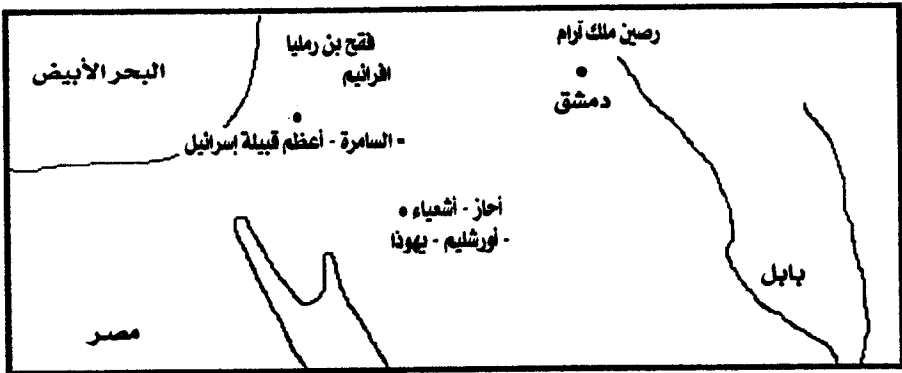 رصين ملك آرام
فقح بن رمليا
افرائيم
البحر الأبيض
دمشق
= السامرة - أعظم قبيلة إسرائيل
أحاز - أشعياء
- أورشليم - يهوذا
بابل
مصر